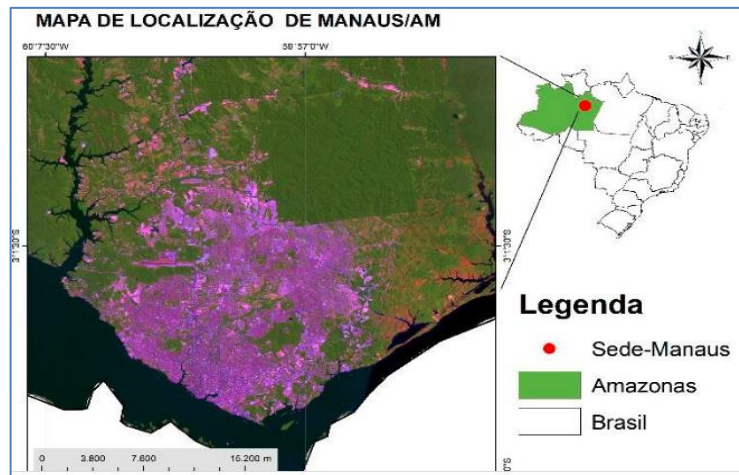 MAPA DE LOCALIZAÇÃO DE MANAUS/AM
60°7'30"W
59°57'0"W
3°1'30"S
3°1'30"S
Legenda
Sede-Manaus
Amazonas
Brasil
0 3.800 7.600 15.200 m
0"S